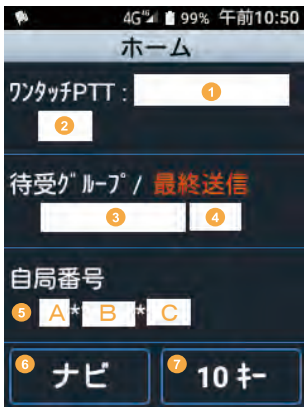 4G 99% 午前10:50
ホーム
ﾜﾝﾀｯﾁPTT : 1
2
待受ｸﾞﾙｰﾌﾟ/ 最終送信
3 4
自局番号
5 A* B * C
6 ナビ 7 10 ｷｰ